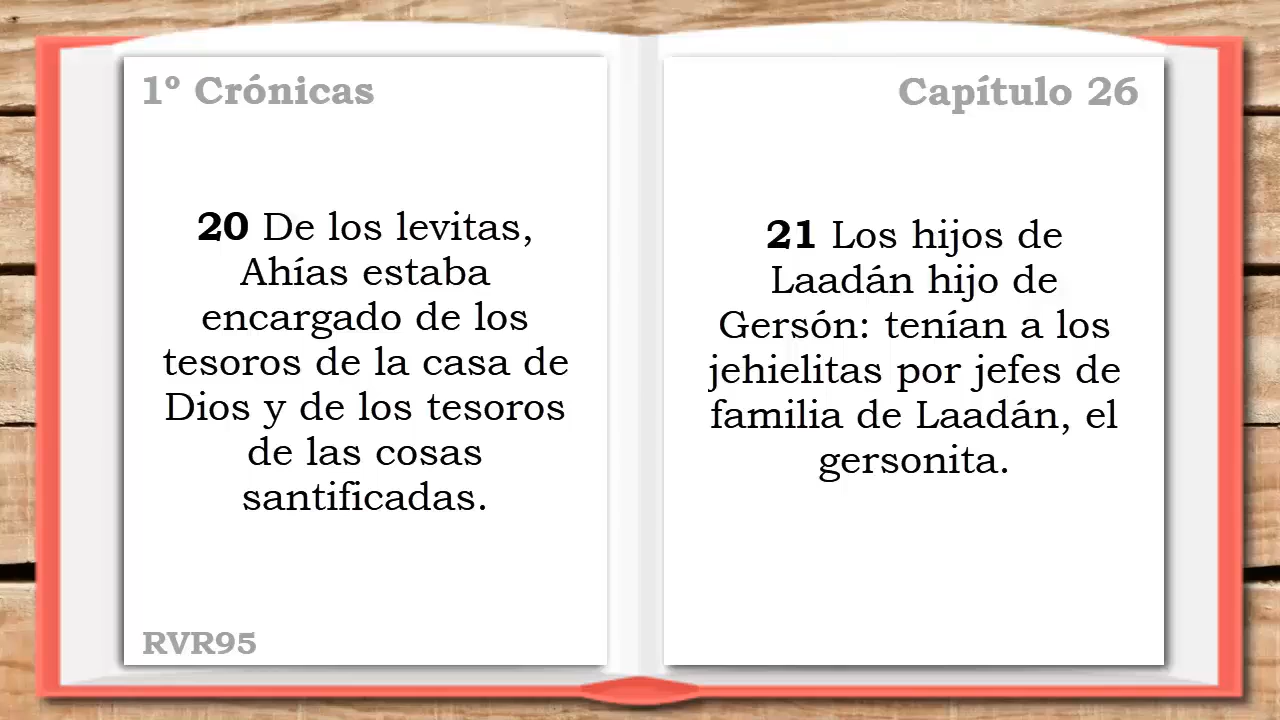 1º Crónicas
20 De los levitas,
Ahías estaba
encargado de los
tesoros de la casa de
Dios y de los tesoros
de las cosas
santificadas.
RVR95
Capítulo 26
21 Los hijos de
Laadán hijo de
Gersón: tenían a los
jehielitas por jefes de
familia de Laadán, el
gersonita.